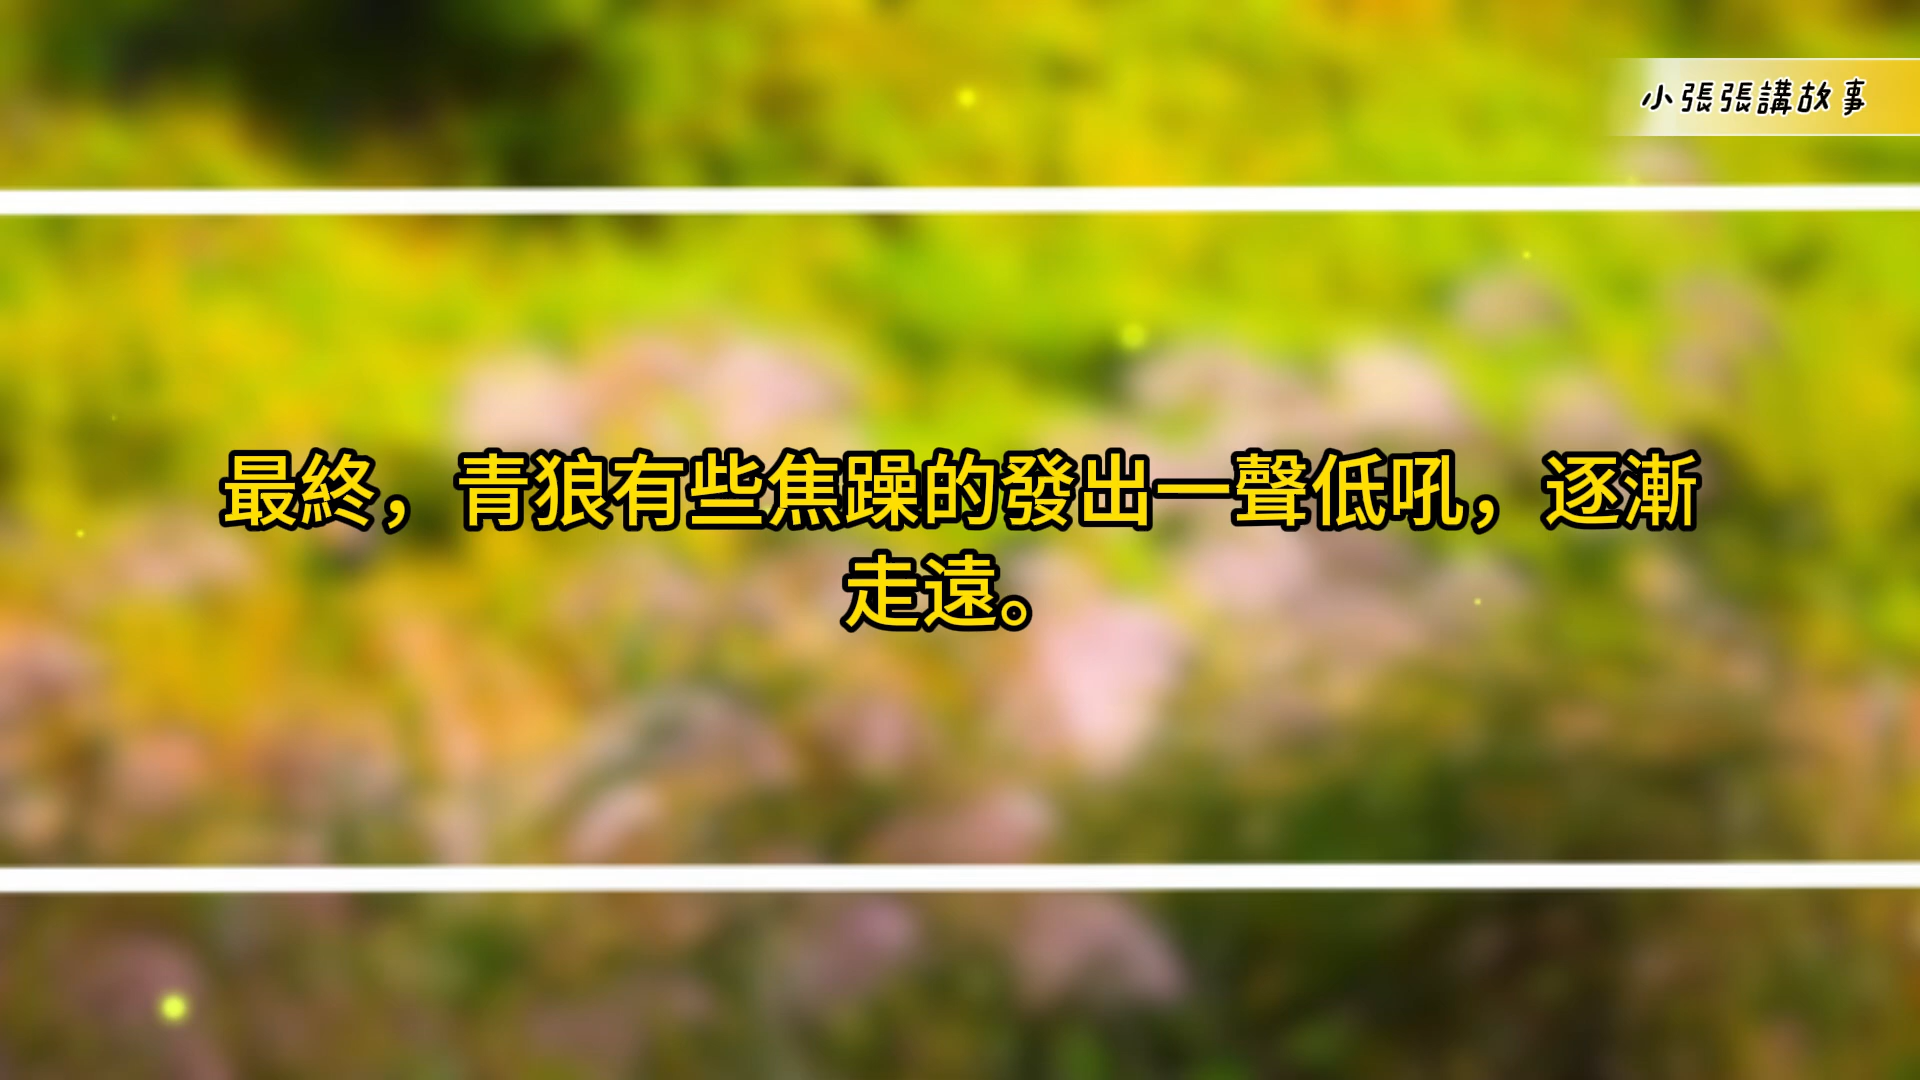 小張張講故事
最終，青狼有些焦躁的發出一聲低吼，逐漸
走遠。